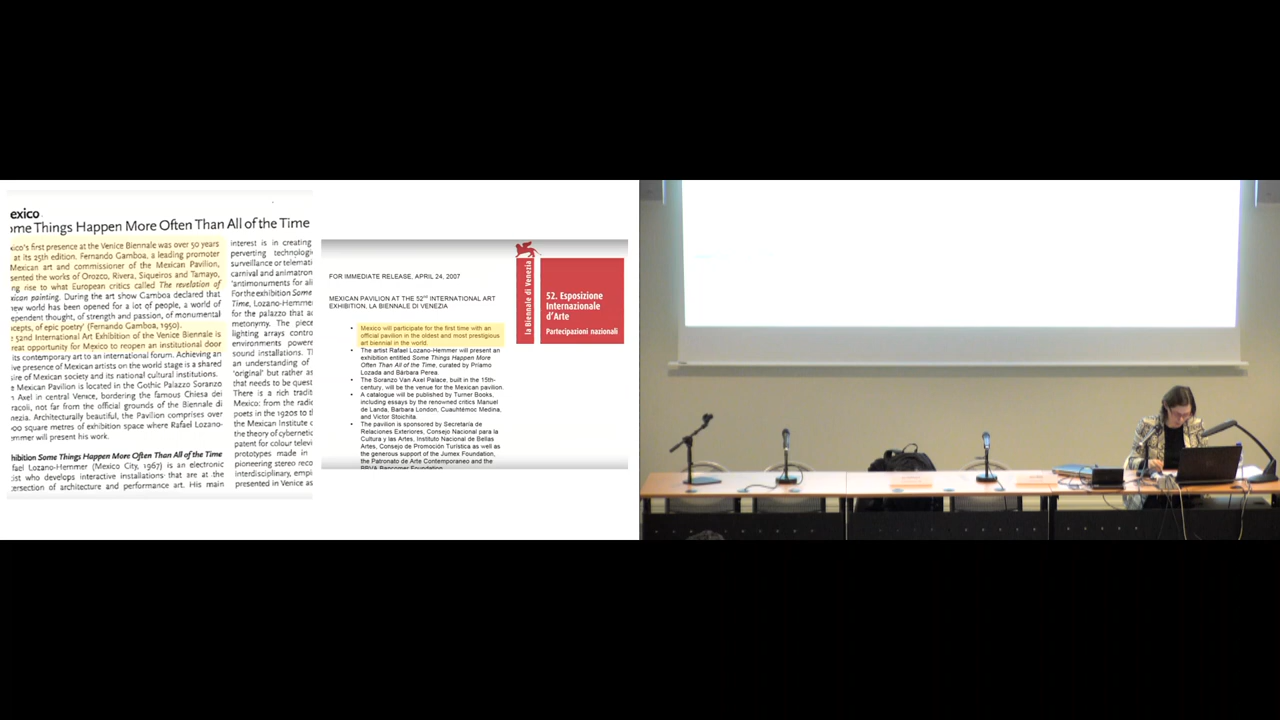 exico
ome Things Happen More Often Than All of the Time
xico's first presence at the Venice Biennale was over 50 years
at its 25th edition. Fernando Gamboa, a leading promoter
Mexican art and commissioner of the Mexican Pavilion,
sented the works of Orozco, Rivera, Siqueiros and Tamayo,
ng rise to what European critics called The revelation of
xican painting. During the art show Gamboa declared that
new world has been opened for a lot of people, a world of
ependent thought, of strength and passion, of monumental
cepts, of epic poetry' (Fernando Gamboa, 1950).
52nd International Art Exhibition of the Venice Biennale is
reat opportunity for Mexico to reopen an institutional door
its contemporary art to an international forum. Achieving an
ive presence of Mexican artists on the world stage is a shared
ire of Mexican society and its national cultural institutions.
e Mexican Pavilion is located in the Gothic Palazzo Soranzo
n Axel in central Venice, bordering the famous Chiesa dei
racoli, not far from the official grounds of the Biennale di
nezia. Architecturally beautiful, the Pavilion comprises over
00 square metres of exhibition space where Rafael Lozano-
emmer will present his work.
hibition Some Things Happen More Often Than All of the Time
fael Lozano-Hemmer (Mexico City, 1967) is an electronic
ist who develops interactive installations that are at the
ersection of architecture and performance art. His main
interest is in creating
perverting technologi
surveillance or telemati
carnival and animatron
'antimonuments for ali
For the exhibition Some
Time, Lozano-Hemmer
for the palazzo that ac
metonymy. The piece
lighting arrays contro
environments powere
sound installations. Th
an understanding of
'original' but rather as
that needs to be quest
There is a rich traditi
Mexico: from the radio
poets in the 1920s to th
the Mexican Institute o
the theory of cybernetic
patent for colour televi
prototypes made in
pioneering stereo reco
interdisciplinary, empi
presented in Venice as
FOR IMMEDIATE RELEASE, APRIL 24, 2007
MEXICAN PAVILION AT THE 52nd INTERNATIONAL ART
EXHIBITION, LA BIENNALE DI VENEZIA
• Mexico will participate for the first time with an
official pavilion in the oldest and most prestigious
art biennial in the world.
• The artist Rafael Lozano-Hemmer will present an
exhibition entitled Some Things Happen More
Often Than All of the Time, curated by Príamo
Lozada and Bárbara Perea.
• The Soranzo Van Axel Palace, built in the 15th-
century, will be the venue for the Mexican pavilion.
• A catalogue will be published by Turner Books,
including essays by the renowned critics Manuel
de Landa, Barbara London, Cuauhtémoc Medina,
and Victor Stoichita.
• The pavilion is sponsored by Secretaría de
Relaciones Exteriores, Consejo Nacional para la
Cultura y las Artes, Instituto Nacional de Bellas
Artes, Consejo de Promoción Turística as well as
the generous support of the Jumex Foundation,
the Patronato de Arte Contemporaneo and the
BBVA Bancomer Foundation
la Biennale di Venezia
52. Esposizione
Internazionale
d'Arte
Partecipazioni nazionali